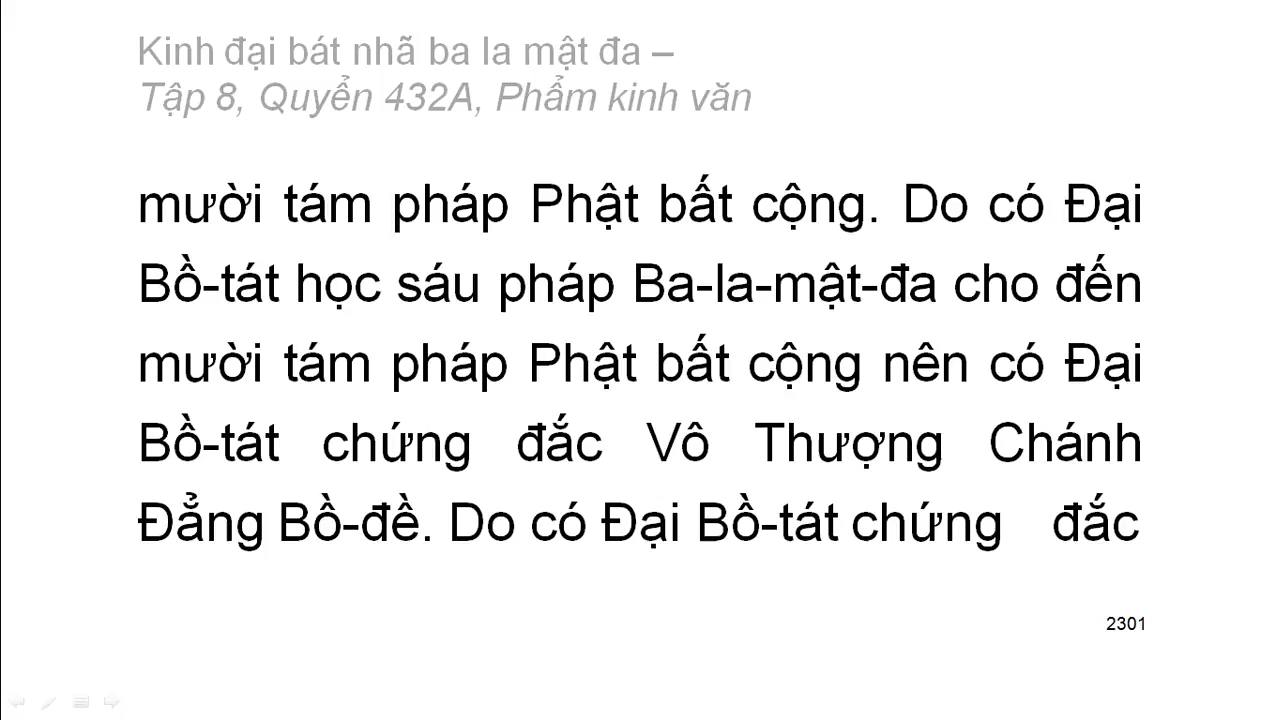 Kinh đại bát nhã ba la mật đa –
Tập 8, Quyển 432A, Phẩm kinh văn
mười tám pháp Phật bất cộng. Do có Đại
Bồ-tát học sáu pháp Ba-la-mật-đa cho đến
mười tám pháp Phật bất cộng nên có Đại
Bồ-tát chứng đắc Vô Thượng Chánh
Đẳng Bồ-đề. Do có Đại Bồ-tát chứng đắc
2301